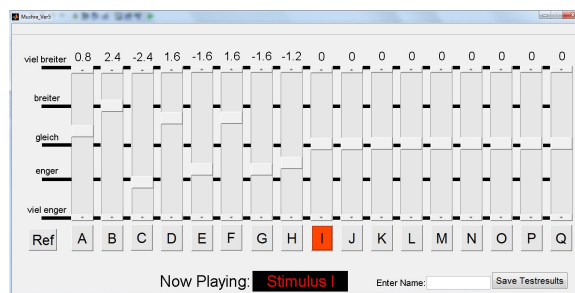 Mushra_Ver5
viel breiter 0.8 2.4 -2.4 1.6 -1.6 1.6 -1.6 -1.2 0 0 0 0 0 0 0 0 0
breiter
gleich
enger
viel enger
Ref A B C D E F G H I J K L M N O P Q
Now Playing: Stimulus I Enter Name: Save Testresults